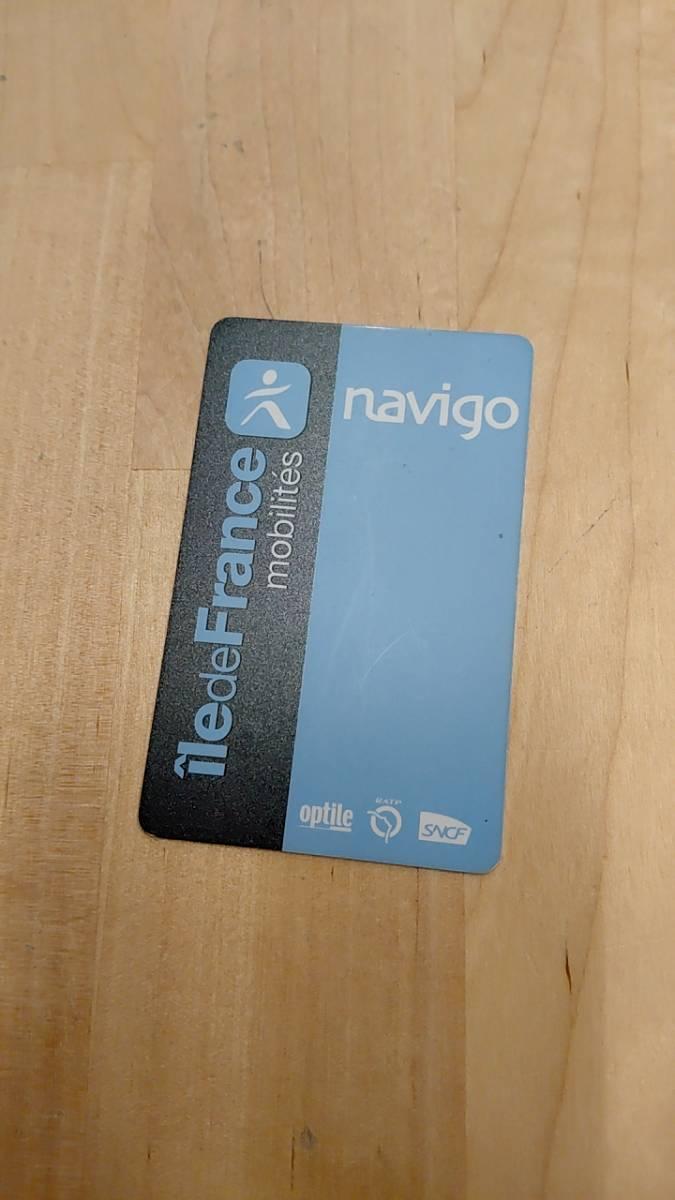 navigo
îledeFrance
mobilités
optile
RATP
SNCF